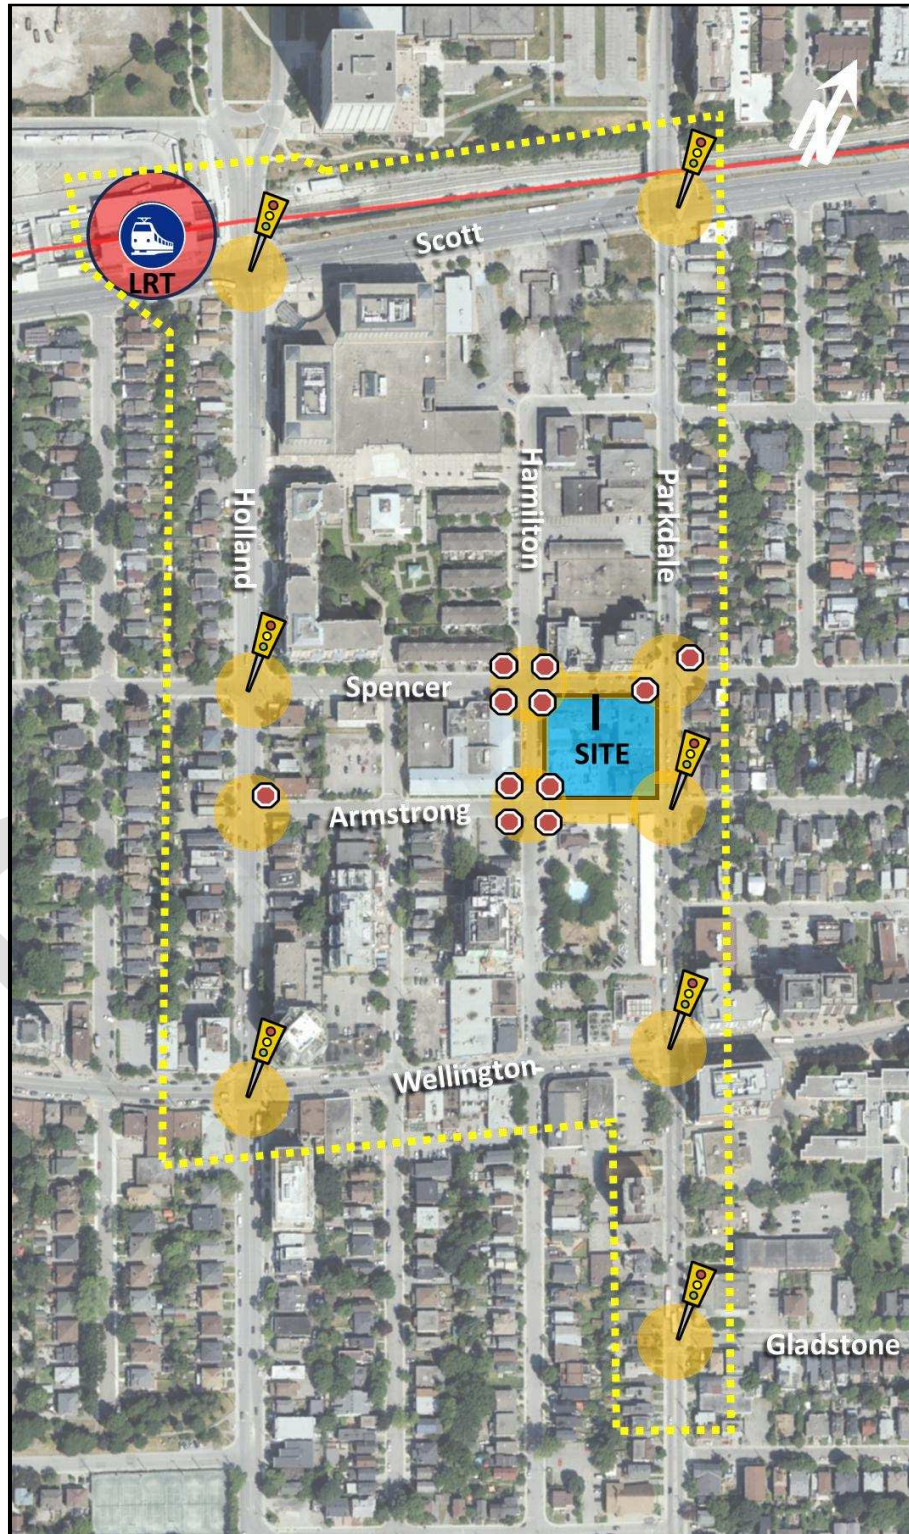 N
Scott
LRT
Hamilton
Parkdale
Holland
Spencer
SITE
Armstrong
Wellington
Gladstone